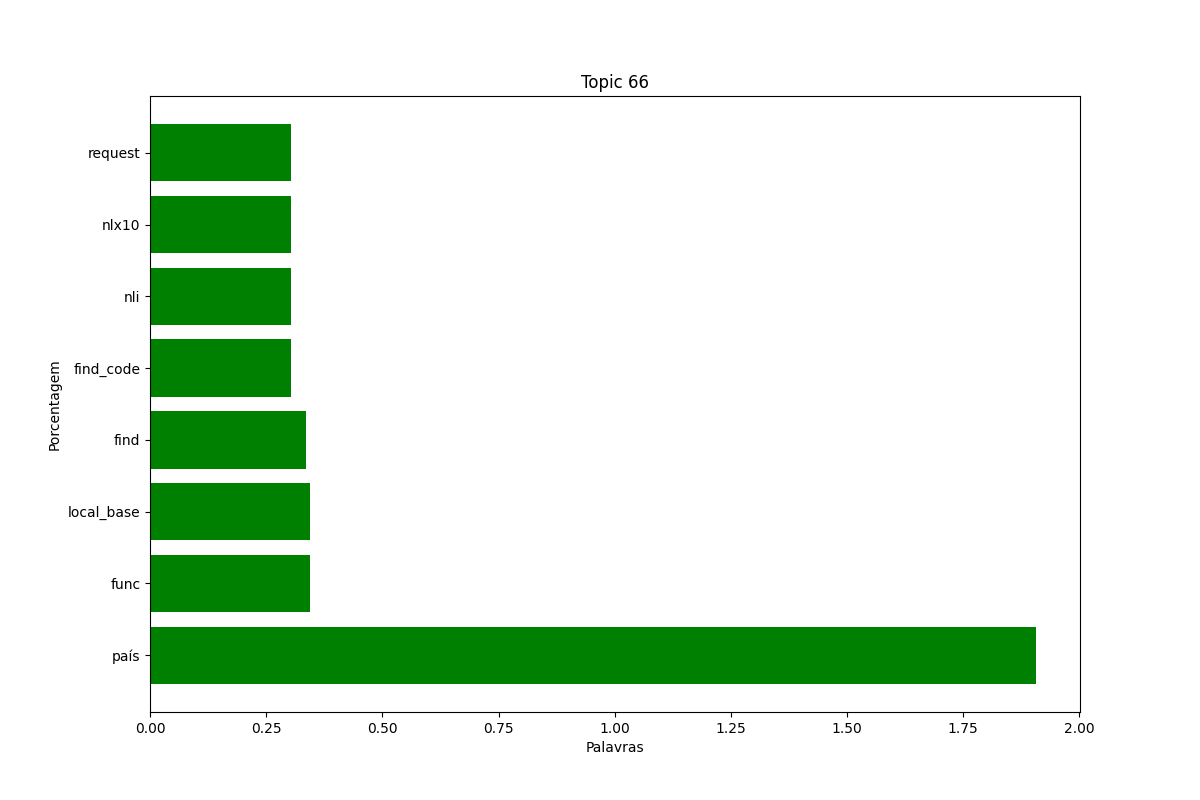 Topic 66
request
nlx10
nli
find_code
find
local_base
func
país
Porcentagem
0.00 0.25 0.50 0.75 1.00 1.25 1.50 1.75 2.00
Palavras